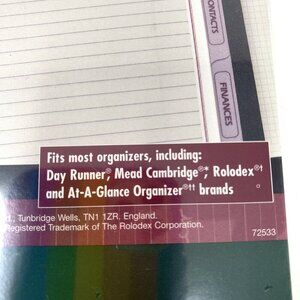 CONTACTS
FINANCES
Fits most organizers, including:
Day Runner®, Mead Cambridge®*, Rolodex®†
and At-A-Glance Organizer®†† brands
d., Tunbridge Wells, TN1 1ZR. England.
Registered Trademark of The Rolodex Corporation.
72533